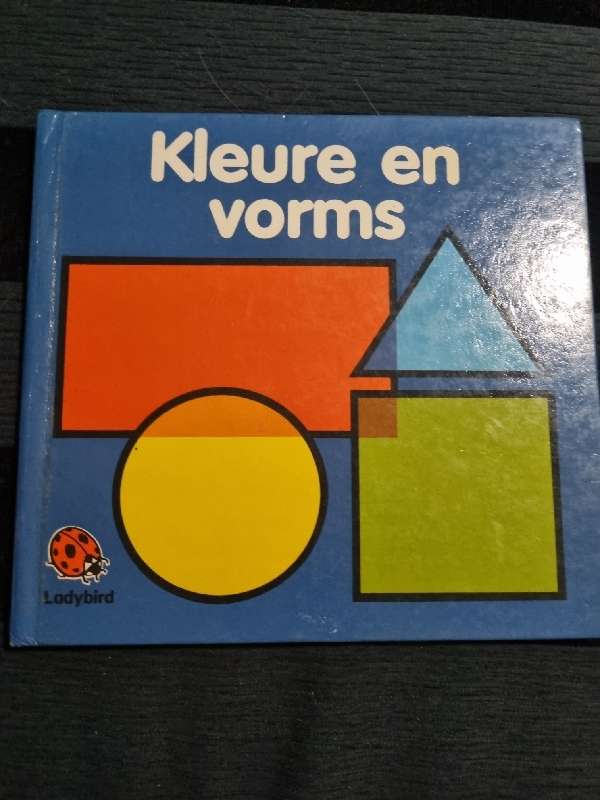 Kleure en
vorms
Ladybird